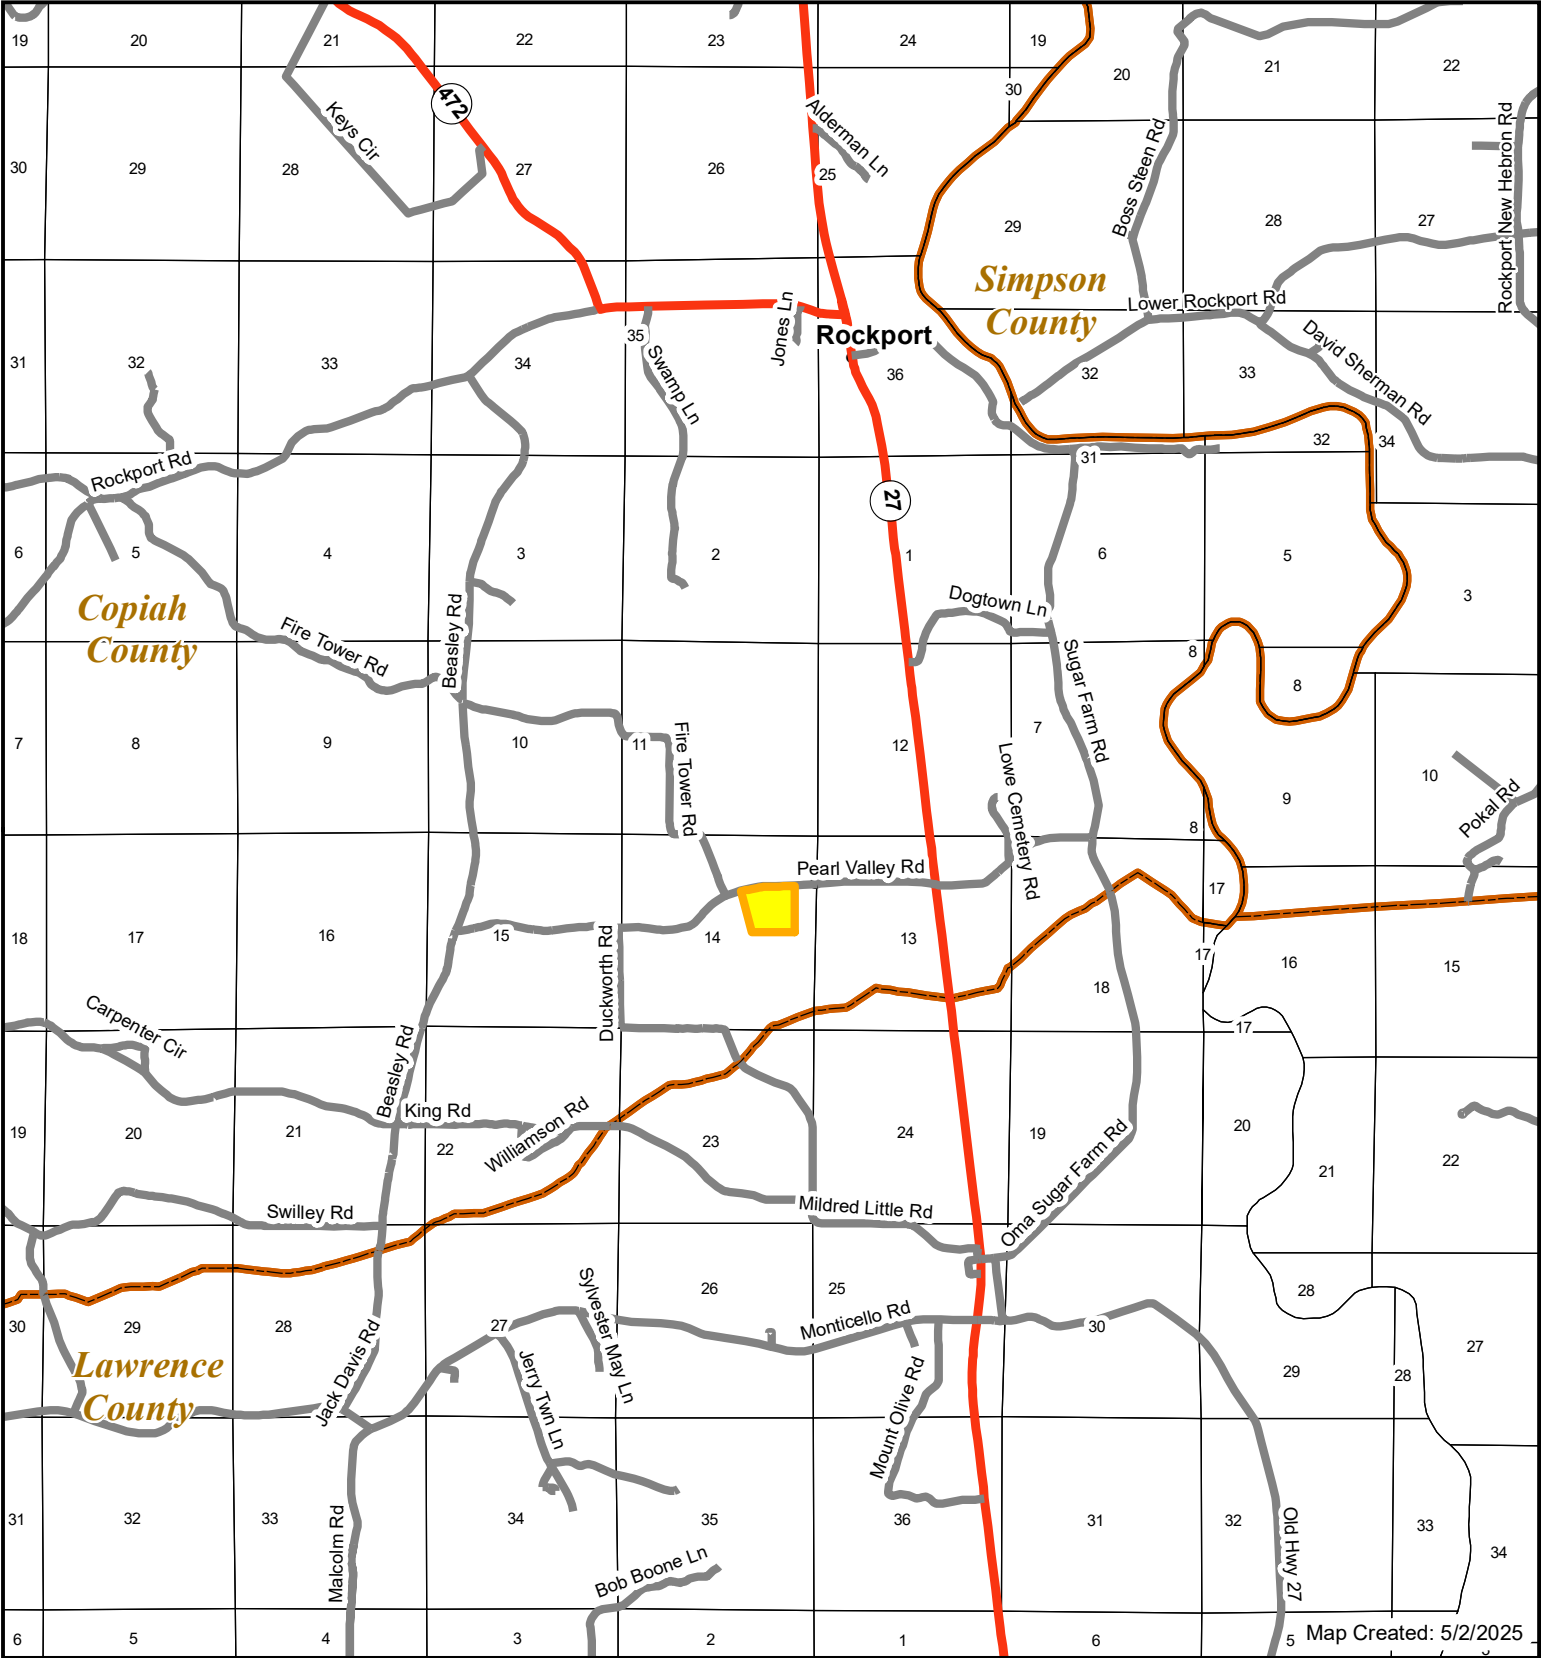 19
20
21
22
23
24
19
20
21
22
472
30
Keys Cir
Alderman Ln
Boss Steen Rd
Rockport New Hebron Rd
30
29
28
27
26
25
29
28
27
Simpson
County
Lower Rockport Rd
Jones Ln
Rockport
35
Swamp Ln
David Sherman Rd
31
32
33
34
36
32
33
32
34
31
Rockport Rd
27
6
5
4
3
2
1
6
5
3
Copiah
County
Beasley Rd
Dogtown Ln
Fire Tower Rd
Sugar Farm Rd
8
8
7
8
9
10
11
Fire Tower Rd
12
7
Lowe Cemetery Rd
9
10
Pokal Rd
8
Pearl Valley Rd
17
18
17
16
15
Duckworth Rd
14
13
17
18
16
15
Carpenter Cir
Beasley Rd
17
King Rd
Williamson Rd
19
20
21
22
23
24
19
20
21
22
Oma Sugar Farm Rd
Swilley Rd
Mildred Little Rd
26
25
28
Sylvester May Ln
Monticello Rd
30
29
28
27
30
27
Lawrence
County
Jack Davis Rd
Jerry Twn Ln
Mount Olive Rd
29
28
31
32
33
34
35
36
31
32
33
34
Malcolm Rd
Old Hwy 27
Bob Boone Ln
6
5
4
3
2
1
6
5
Map Created: 5/2/2025